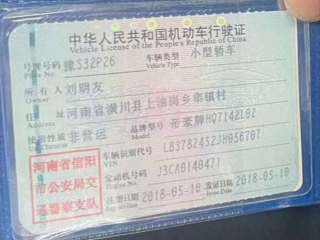 中华人民共和国机动车行驶证
Vehicle License of the People's Republic of China
号牌号码 豫S32P26 车辆类型 小型轿车
Plate No. Vehicle Type
所有人 刘明友
Owner
住址 河南省潢川县上油岗乡集镇村
Address
使用性质 非营运 品牌型号 帝豪牌HQ7142L02
Use Character Model
车辆识别代号 LB37824S2JH056707
VIN
发动机号码 J3CA0140471
Engine No.
注册日期 2018-05-10 发证日期 2018-05-10
Register Date Issue Date
河南省信阳
市公安局交
通警察支队